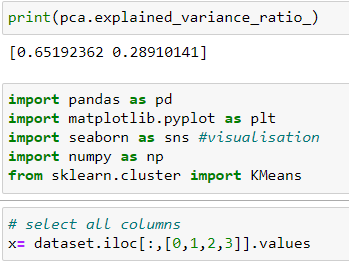 print(pca.explained_variance_ratio_)
[0.65192362 0.28910141]
import pandas as pd
import matplotlib.pyplot as plt
import seaborn as sns #visualisation
import numpy as np
from sklearn.cluster import KMeans
# select all columns
x= dataset.iloc[:,[0,1,2,3]].values